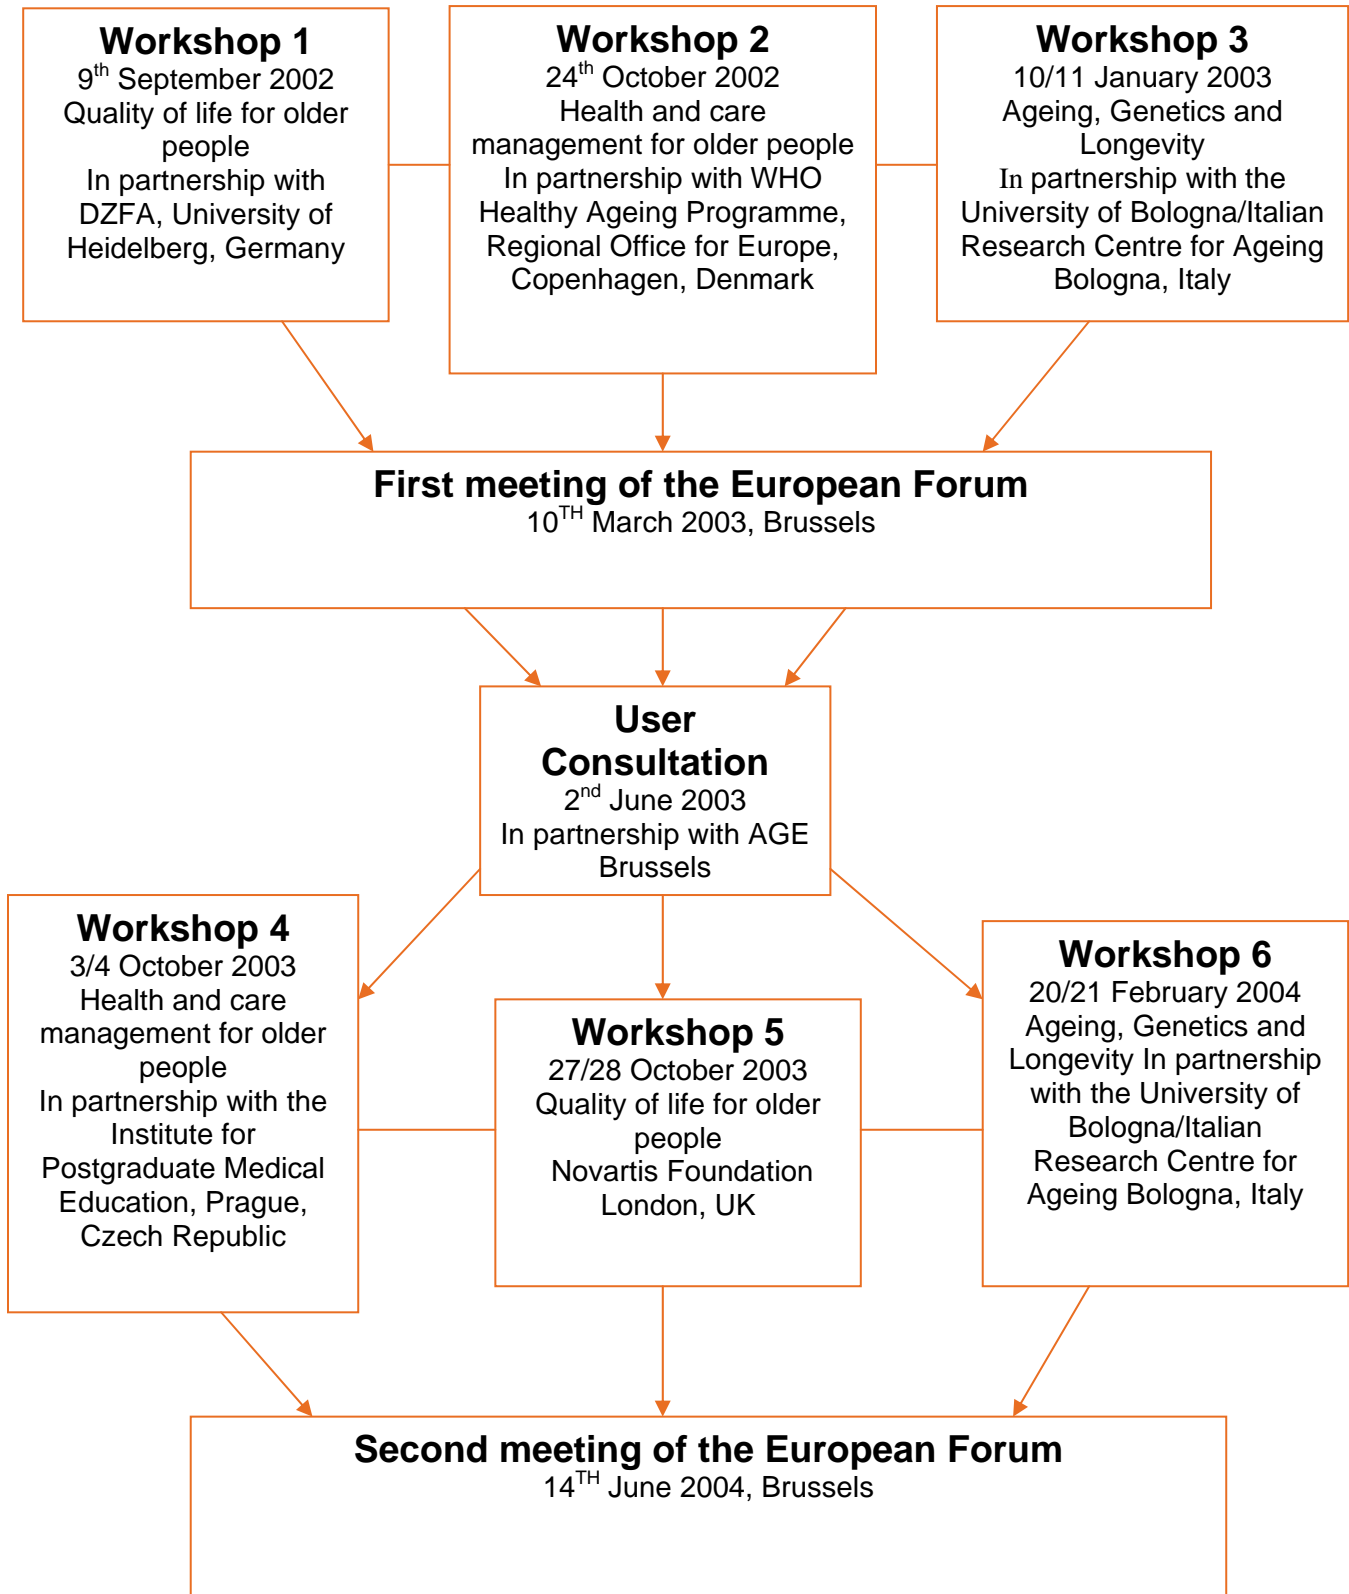 Workshop 1
9th September 2002
Quality of life for older
people
In partnership with
DZFA, University of
Heidelberg, Germany
Workshop 2
24th October 2002
Health and care
management for older people
In partnership with WHO
Healthy Ageing Programme,
Regional Office for Europe,
Copenhagen, Denmark
Workshop 3
10/11 January 2003
Ageing, Genetics and
Longevity
In partnership with the
University of Bologna/Italian
Research Centre for Ageing
Bologna, Italy
First meeting of the European Forum
10TH March 2003, Brussels
User
Consultation
2nd June 2003
In partnership with AGE
Brussels
Workshop 4
3/4 October 2003
Health and care
management for older
people
In partnership with the
Institute for
Postgraduate Medical
Education, Prague,
Czech Republic
Workshop 5
27/28 October 2003
Quality of life for older
people
Novartis Foundation
London, UK
Workshop 6
20/21 February 2004
Ageing, Genetics and
Longevity In partnership
with the University of
Bologna/Italian
Research Centre for
Ageing Bologna, Italy
Second meeting of the European Forum
14TH June 2004, Brussels